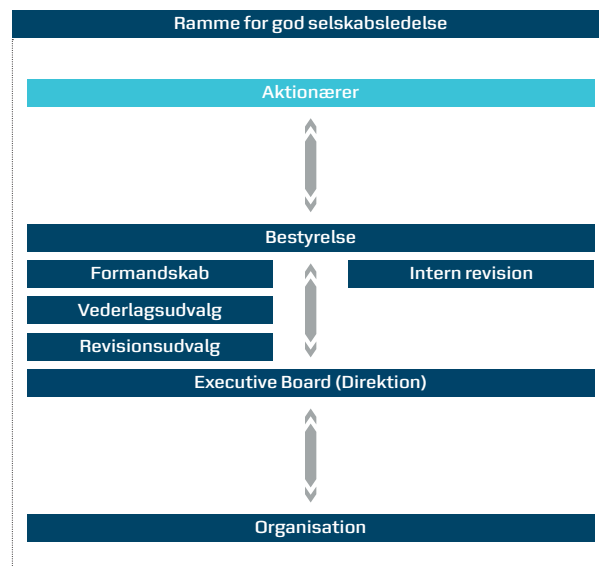 Ramme for god selskabsledelse
Aktionærer
Bestyrelse
Formandskab
Intern revision
Vederlagsudvalg
Revisionsudvalg
Executive Board (Direktion)
Organisation